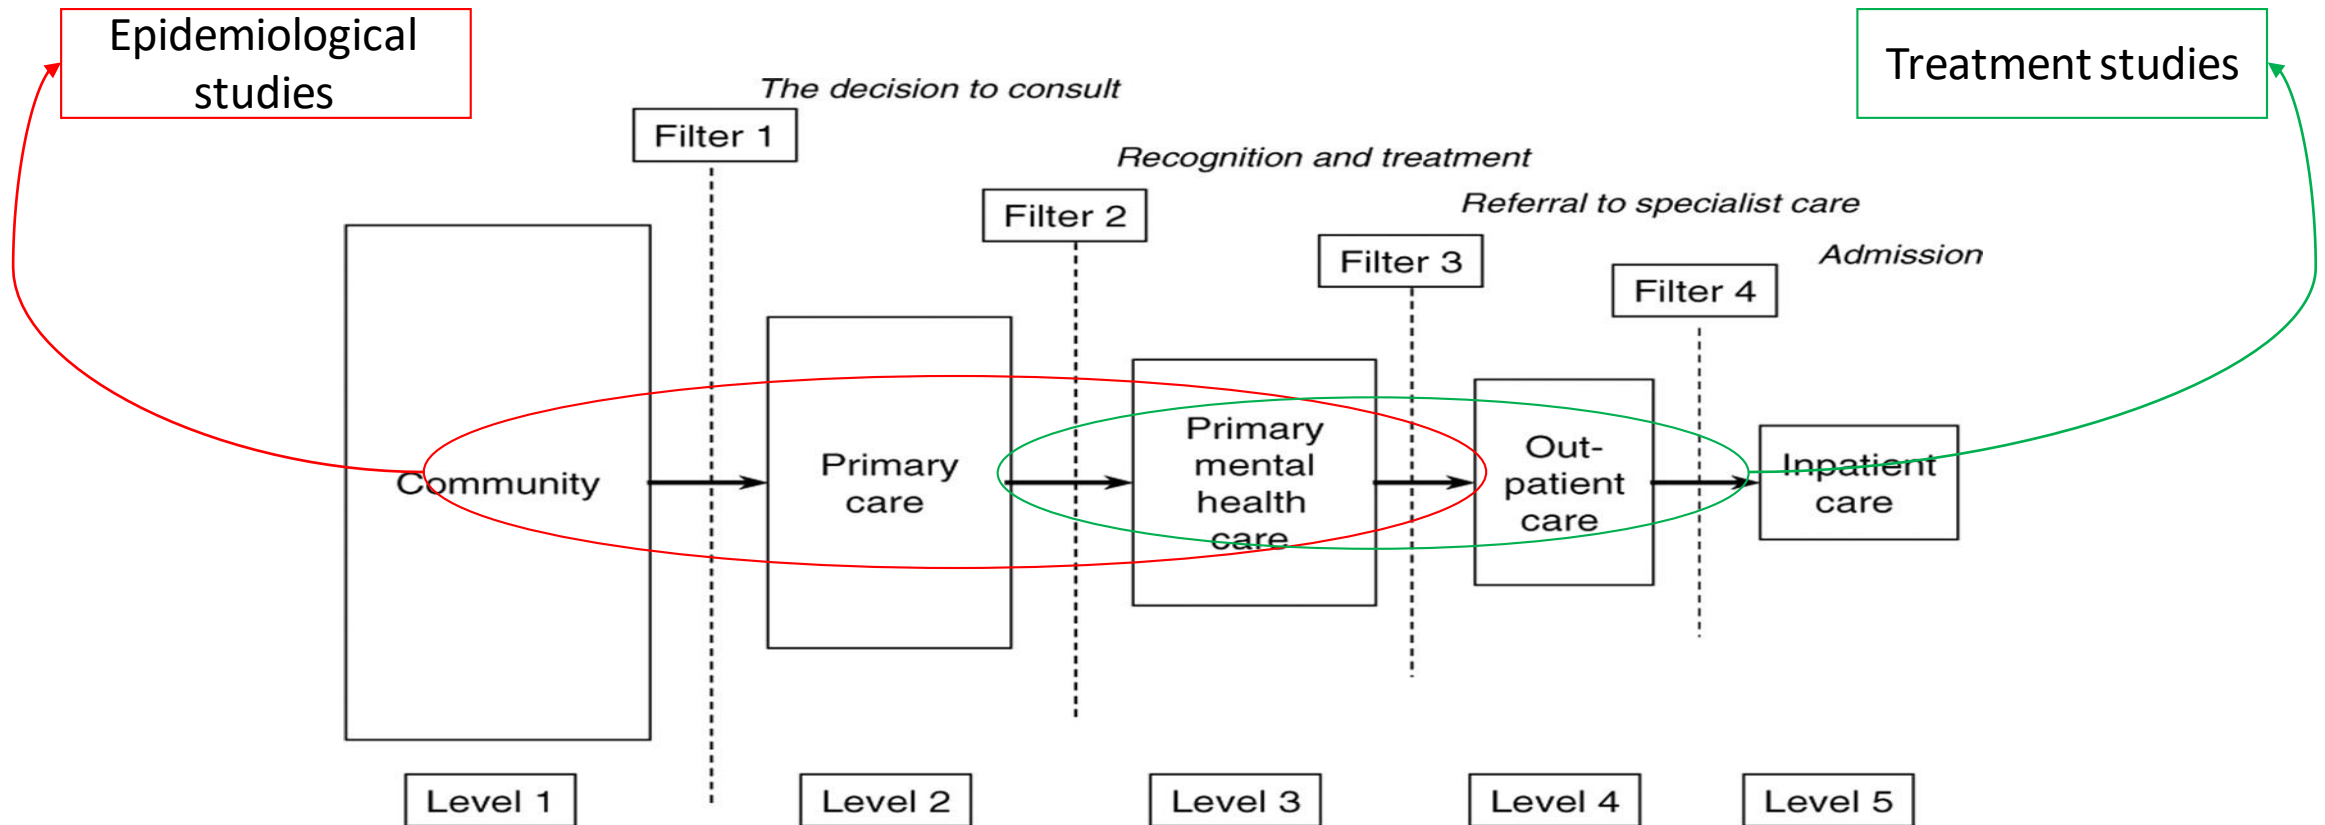 Epidemiological
studies
Treatment studies
The decision to consult
Filter 1
Recognition and treatment
Filter 2
Referral to specialist care
Filter 3
Admission
Filter 4
Community
Primary
care
Primary
mental
health
care
Out-
patient
care
Inpatient
care
Level 1
Level 2
Level 3
Level 4
Level 5